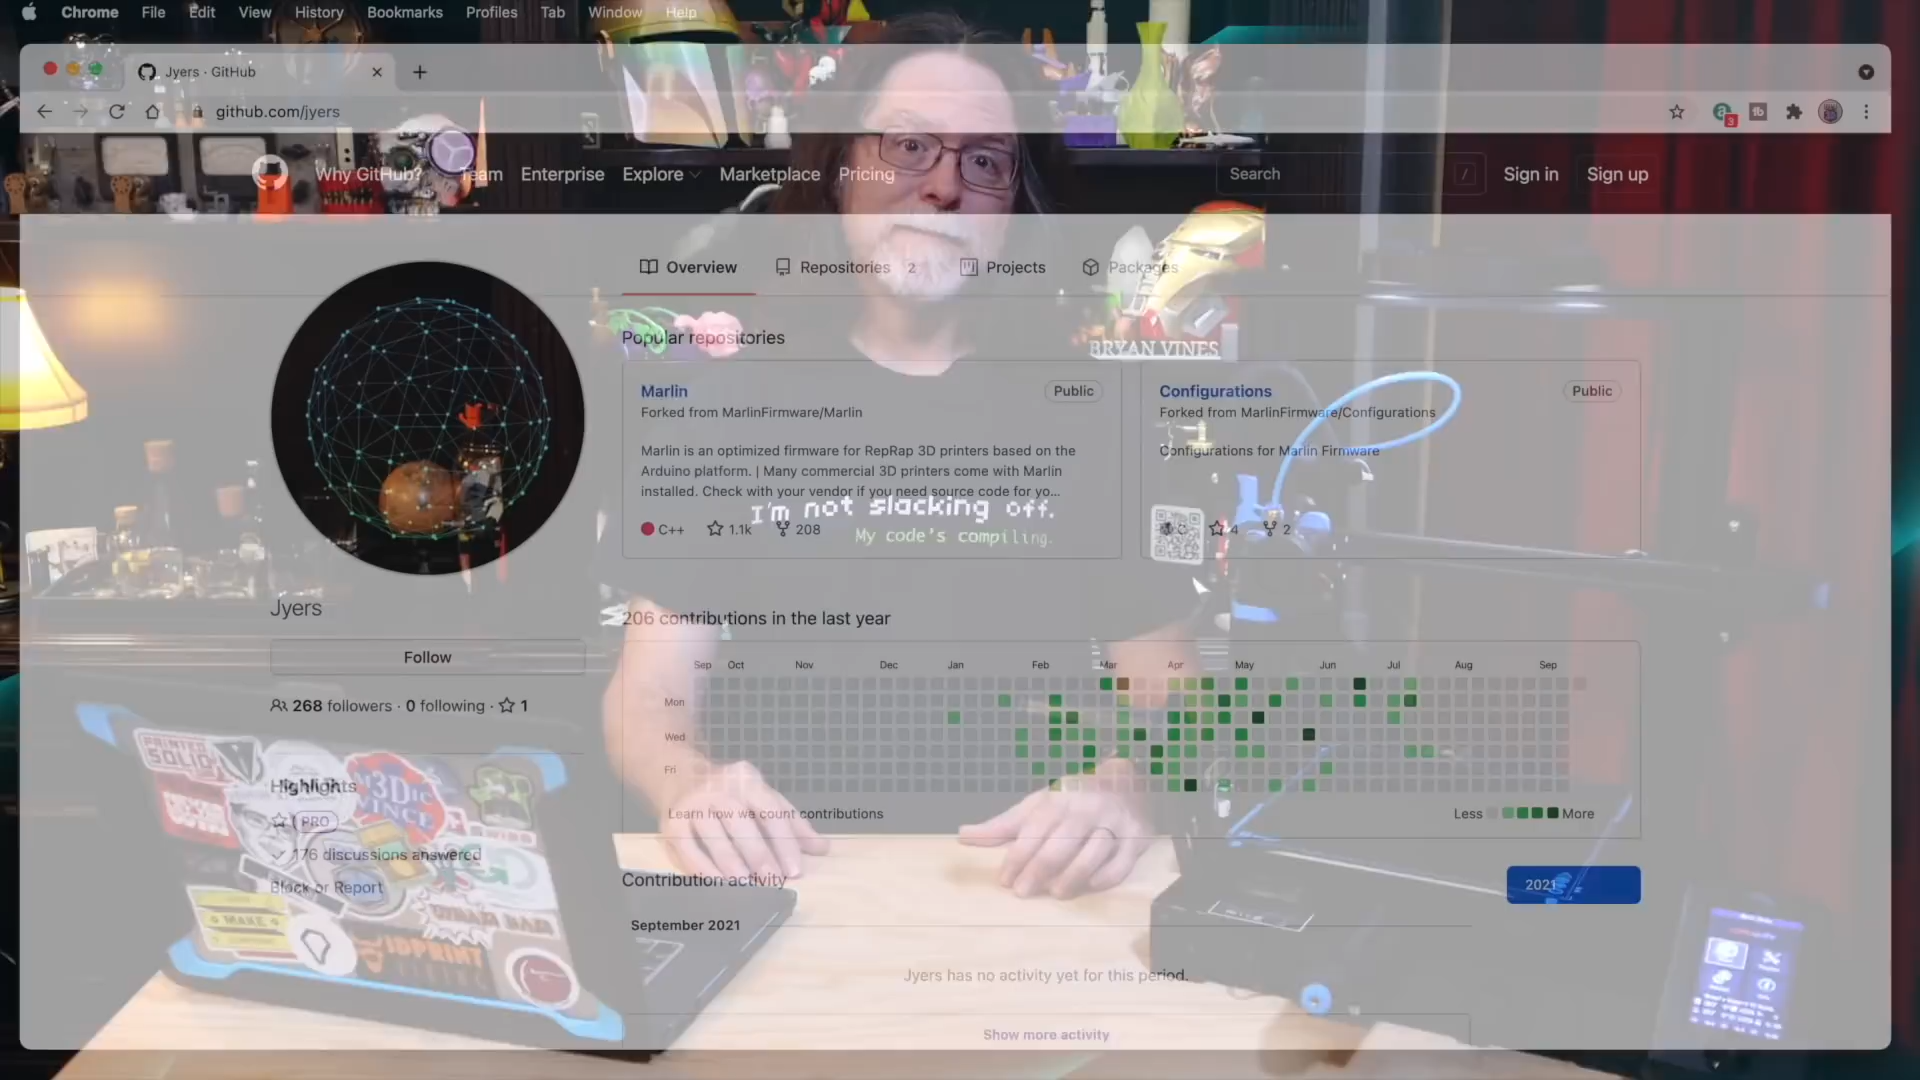 Chrome File Edit View History Bookmarks Profiles Tab Window Help
Jyers · GitHub
github.com/jyers
3
Why GitHub? Team Enterprise Explore Marketplace Pricing
Search /
Sign in Sign up
Overview Repositories 2 Projects Packages
Popular repositories
BRYAN VINES
Marlin Public
Forked from MarlinFirmware/Marlin
Marlin is an optimized firmware for RepRap 3D printers based on the
Arduino platform. | Many commercial 3D printers come with Marlin
installed. Check with your vendor if you need source code for yo...
C++ 1.1k 208
Configurations Public
Forked from MarlinFirmware/Configurations
Configurations for Marlin Firmware
4 2
I'm not slacking off.
My code's compiling.
Jyers
Follow
268 followers · 0 following · 1
Highlights
PRO
176 discussions answered
Block or Report
206 contributions in the last year
Sep Oct Nov Dec Jan Feb Mar Apr May Jun Jul Aug Sep
Mon
Wed
Fri
Learn how we count contributions
Less More
Contribution activity
2021
September 2021
Jyers has no activity yet for this period.
Show more activity
PRINTED
SOLID
MAKE